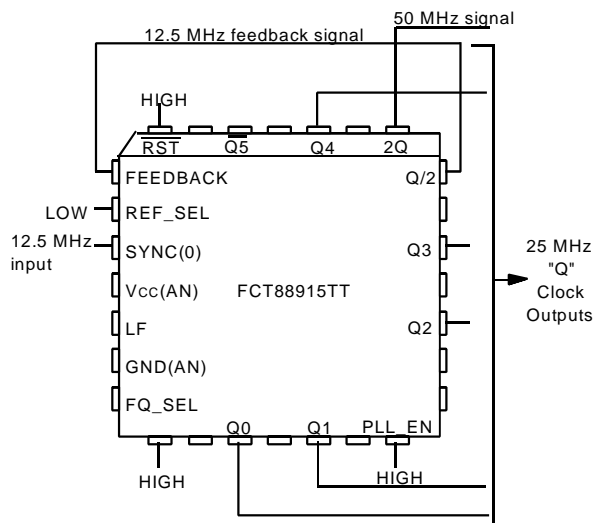 50 MHz signal
12.5 MHz feedback signal
HIGH
RST Q5 Q4 2Q
FEEDBACK Q/2
LOW REF_SEL
12.5 MHz
input
SYNC(0) Q3
VCC(AN) FCT88915TT
LF Q2
GND(AN)
FQ_SEL
Q0 Q1 PLL_EN
HIGH HIGH
25 MHz
"Q"
Clock
Outputs